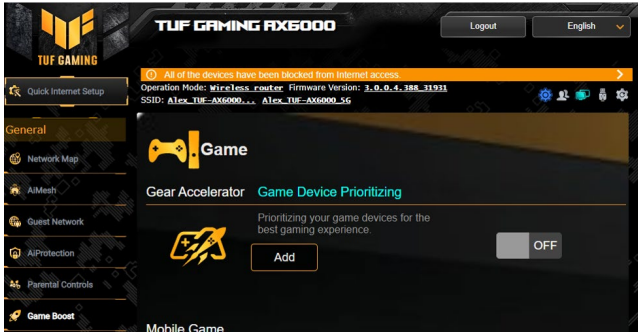 TUF GAMING
TUF GAMING AX6000
Logout
English
All of the devices have been blocked from Internet access.
Quick Internet Setup
Operation Mode: Wireless router Firmware Version: 3.0.0.4.388_31931
SSID: Alex_TUF-AX6000... Alex_TUF-AX6000_5G
General
Network Map
AiMesh
Guest Network
AiProtection
Parental Controls
Game Boost
Game
Gear Accelerator Game Device Prioritizing
Prioritizing your game devices for the
best gaming experience.
Add
OFF
Mobile Game